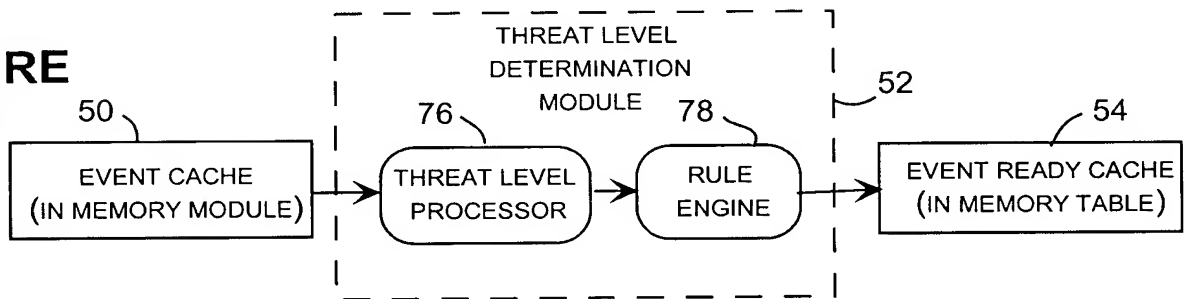 RE
THREAT LEVEL
DETERMINATION
MODULE
52
50
76
78
54
EVENT CACHE
(IN MEMORY MODULE)
THREAT LEVEL
PROCESSOR
RULE
ENGINE
EVENT READY CACHE
(IN MEMORY TABLE)